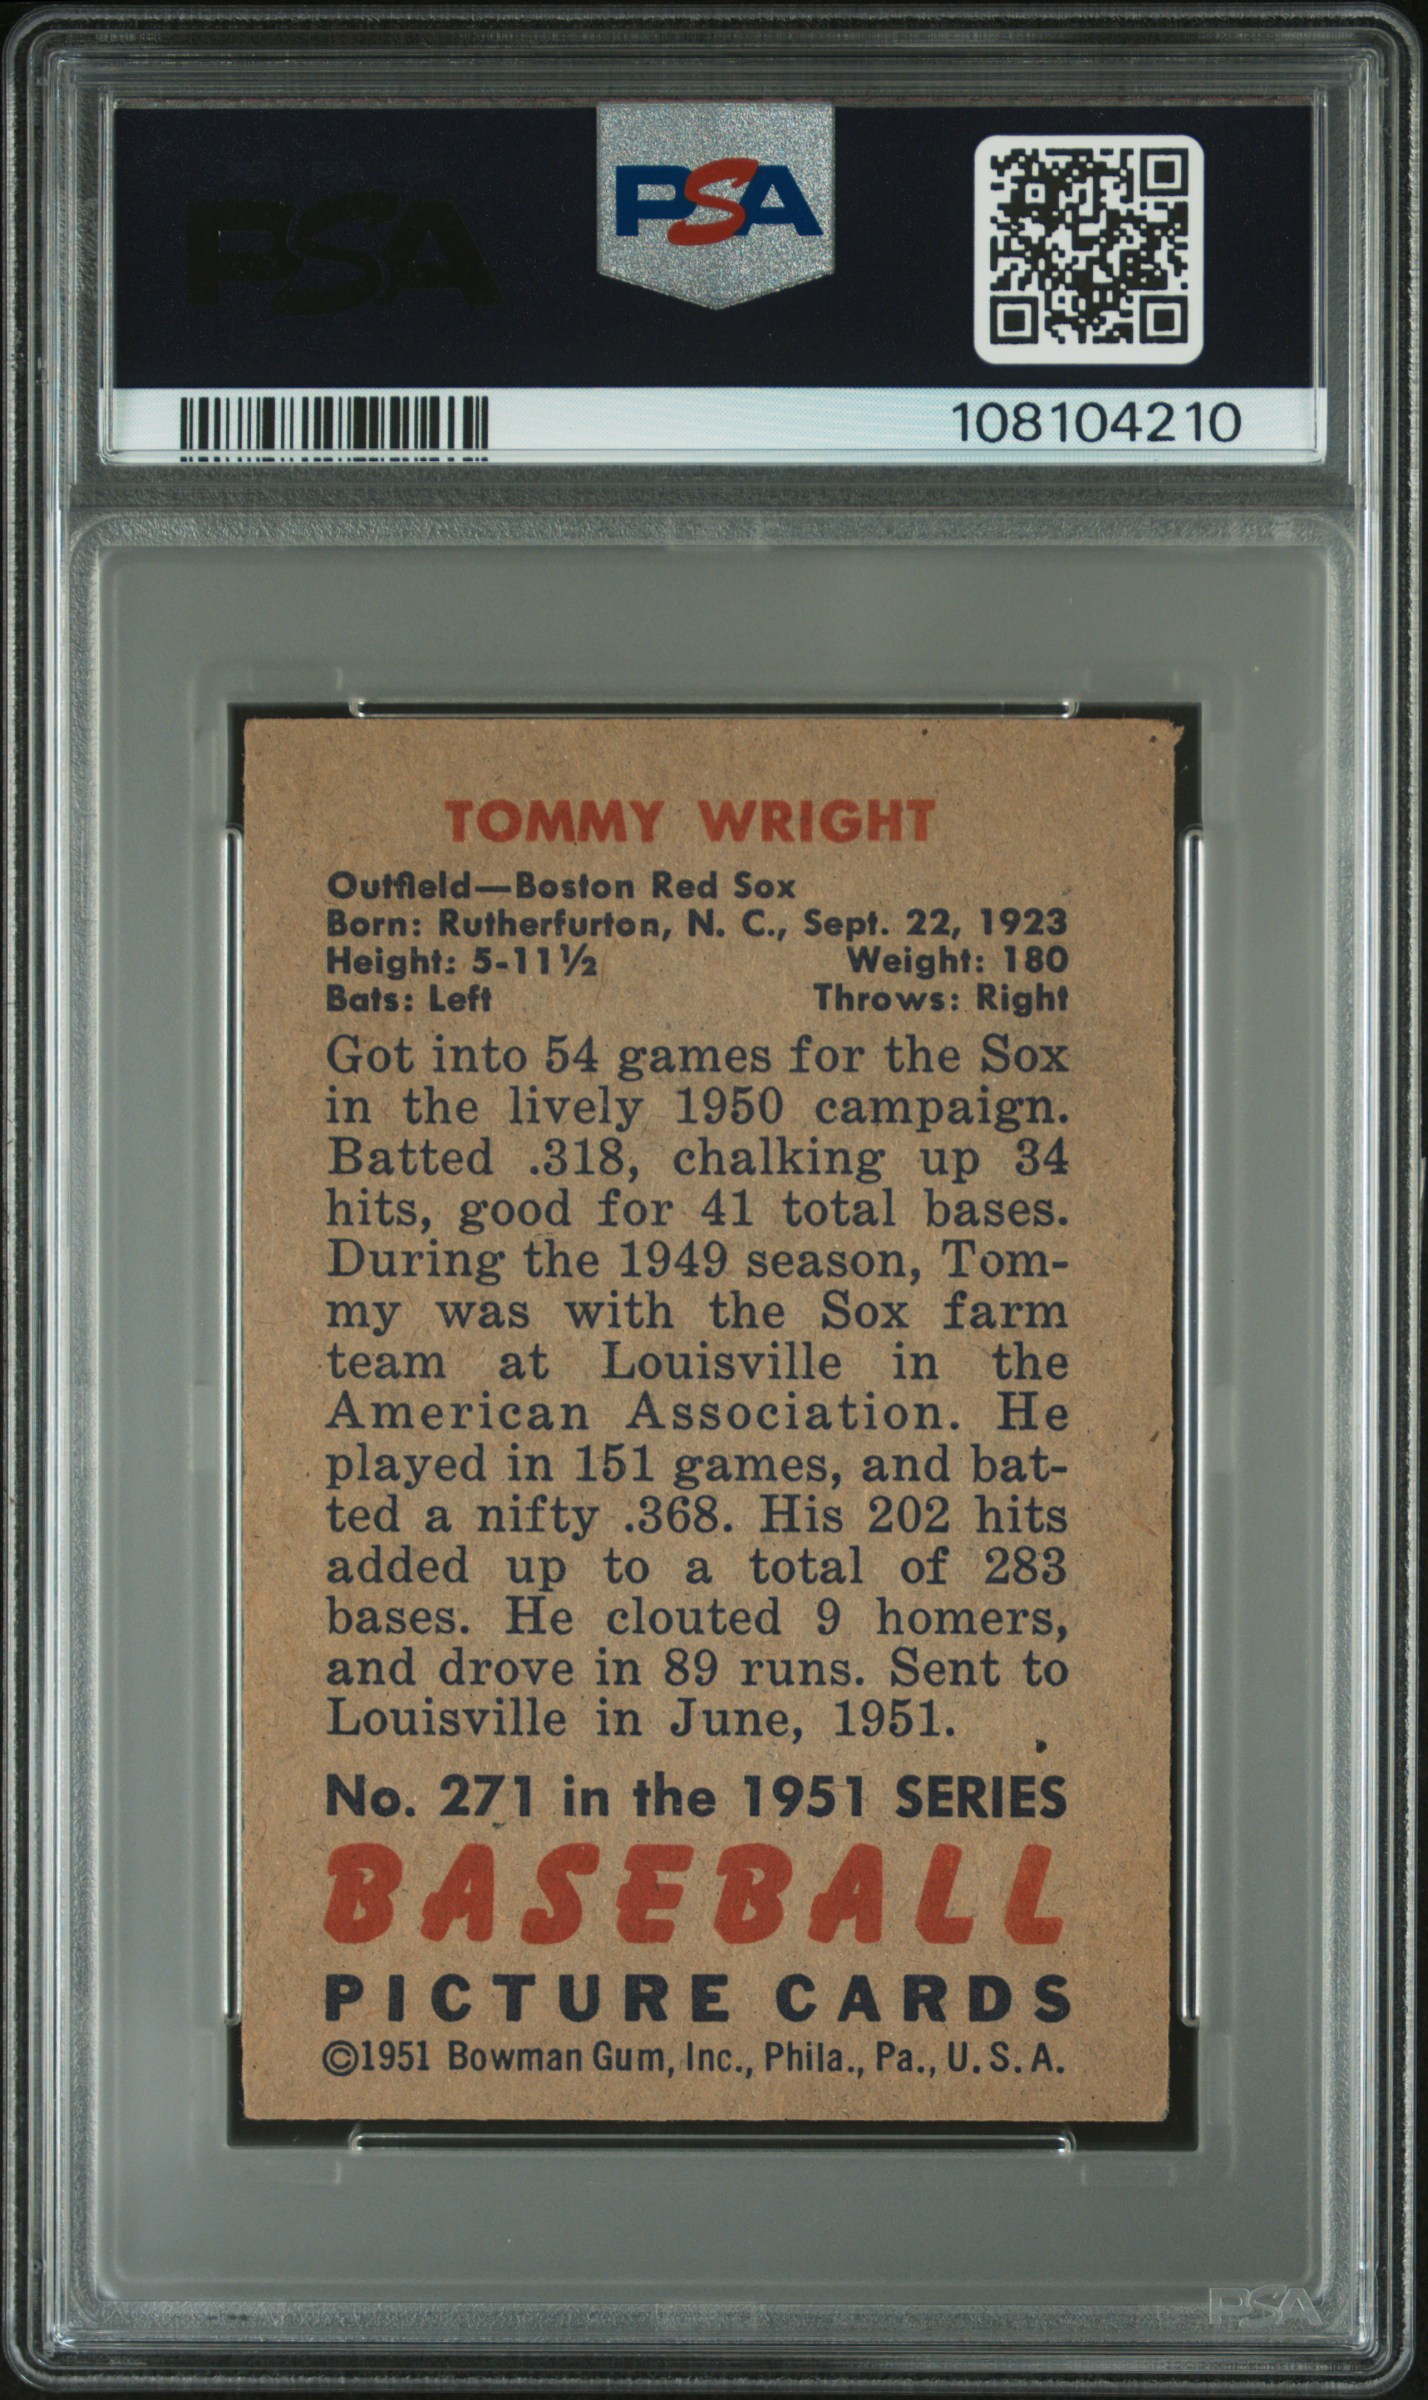 PSA
PSA
108104210
TOMMY WRIGHT
Outfield—Boston Red Sox
Born: Rutherfurton, N. C., Sept. 22, 1923
Height: 5-11½ Weight: 180
Bats: Left Throws: Right
Got into 54 games for the Sox
in the lively 1950 campaign.
Batted .318, chalking up 34
hits, good for 41 total bases.
During the 1949 season, Tom-
my was with the Sox farm
team at Louisville in the
American Association. He
played in 151 games, and bat-
ted a nifty .368. His 202 hits
added up to a total of 283
bases. He clouted 9 homers,
and drove in 89 runs. Sent to
Louisville in June, 1951.
No. 271 in the 1951 SERIES
BASEBALL
PICTURE CARDS
©1951 Bowman Gum, Inc., Phila., Pa., U. S. A.
PSA